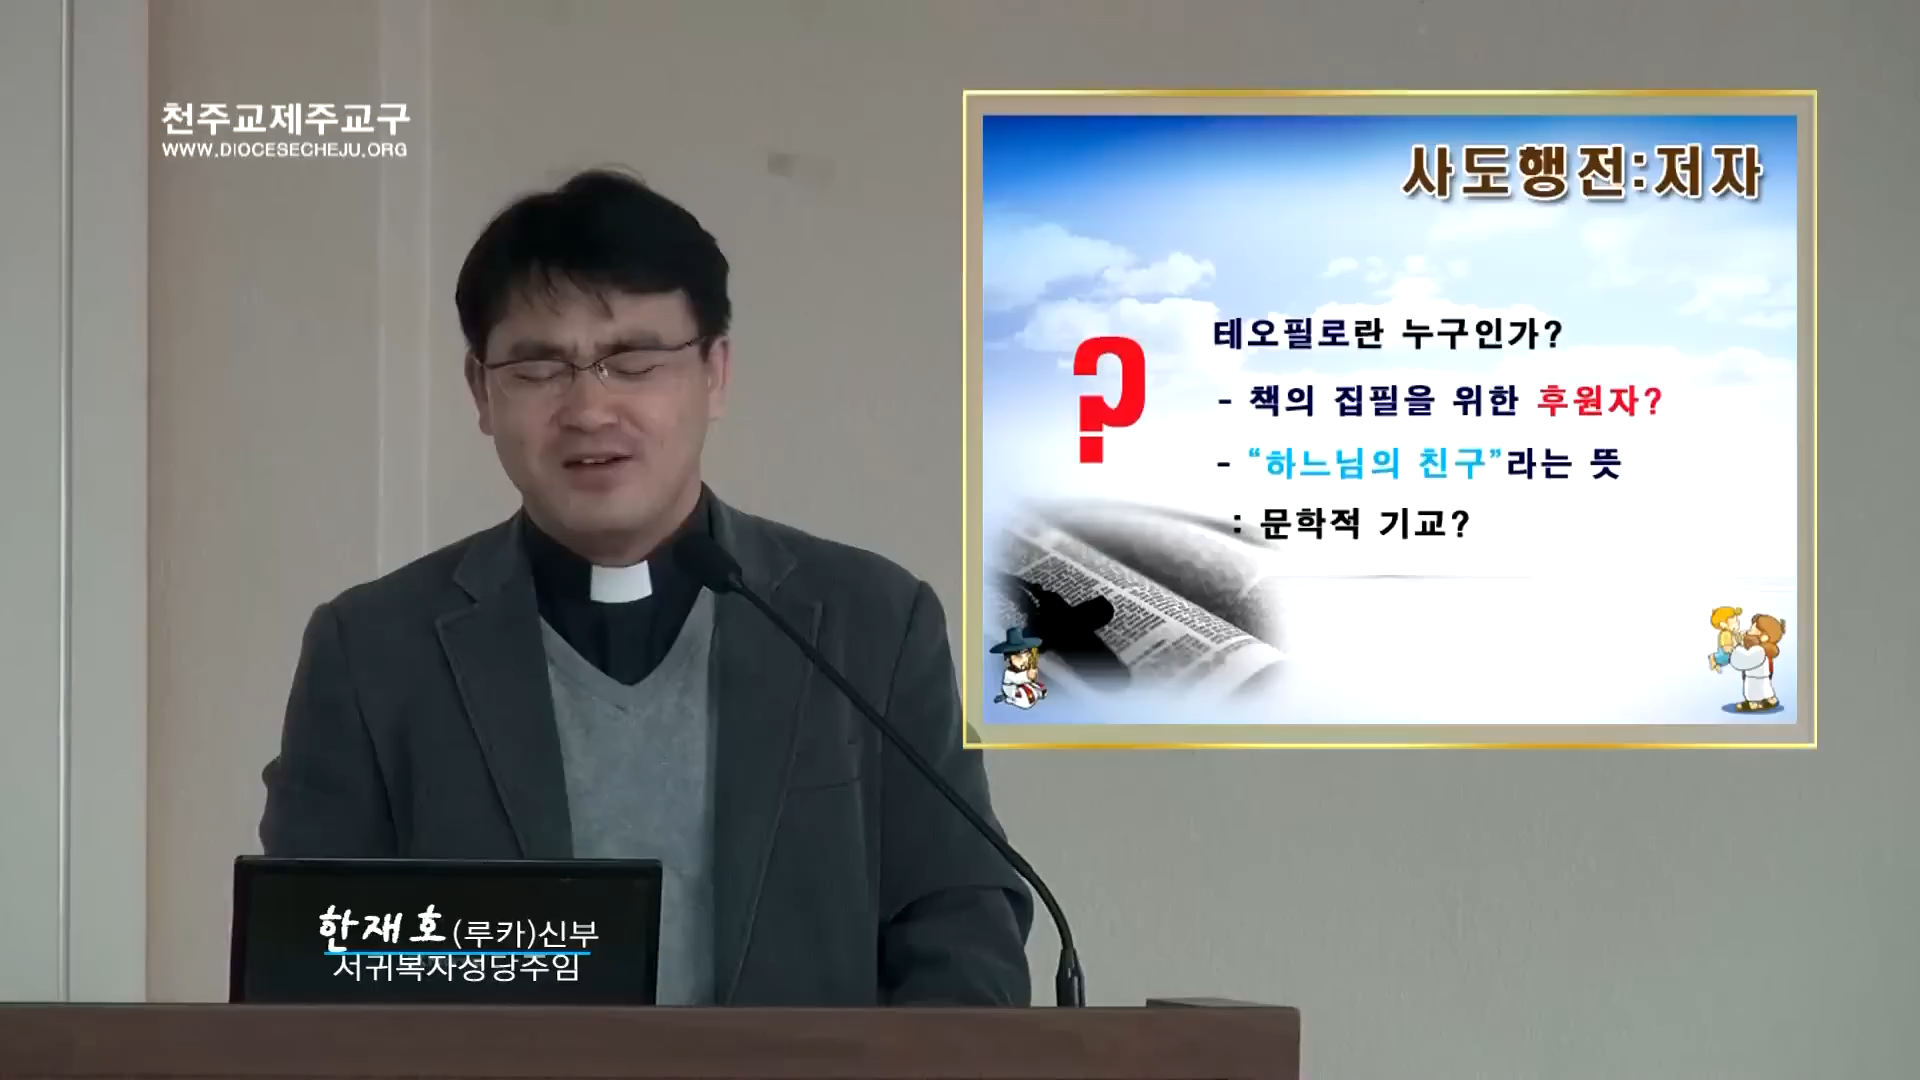 천주교제주교구
WWW.DIOCESECHEJU.ORG
사도행전:저자
?
테오필로란 누구인가?
- 책의 집필을 위한 후원자?
- “하느님의 친구”라는 뜻
: 문학적 기교?
한재호(루카)신부
서귀복자성당주임